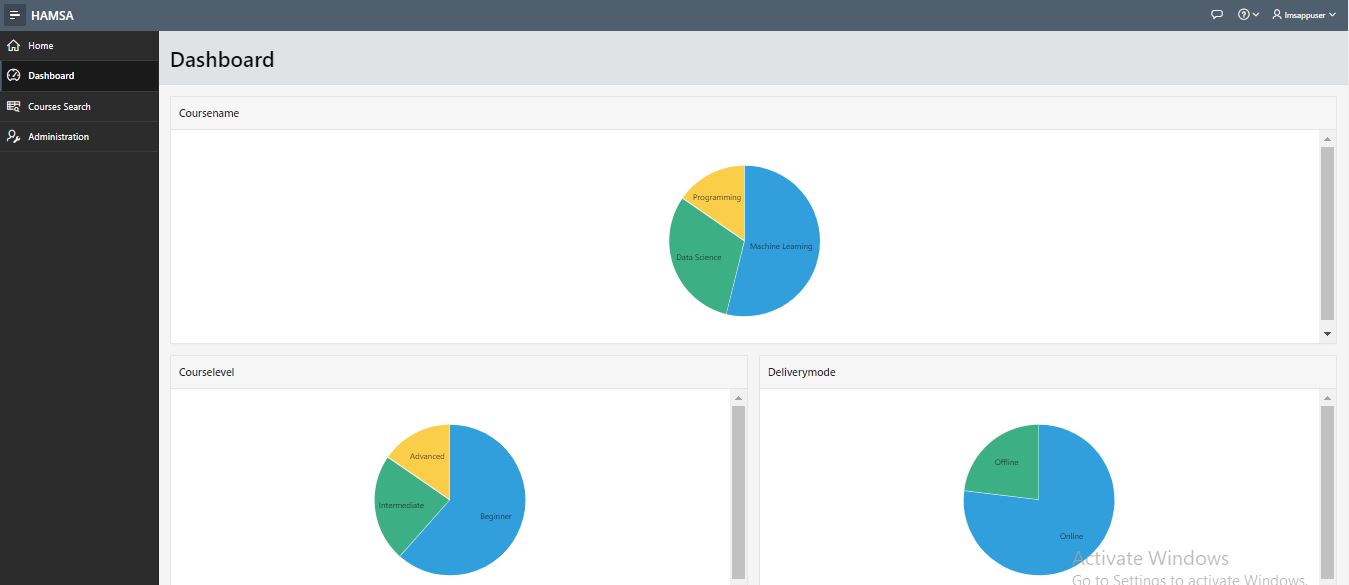 HAMSA
lmsappuser
Home
Dashboard
Courses Search
Administration
Dashboard
Coursename
Programming
Machine Learning
Data Science
Courselevel
Advanced
Intermediate
Beginner
Deliverymode
Offline
Online
Activate Windows
Go to Settings to activate Windows.